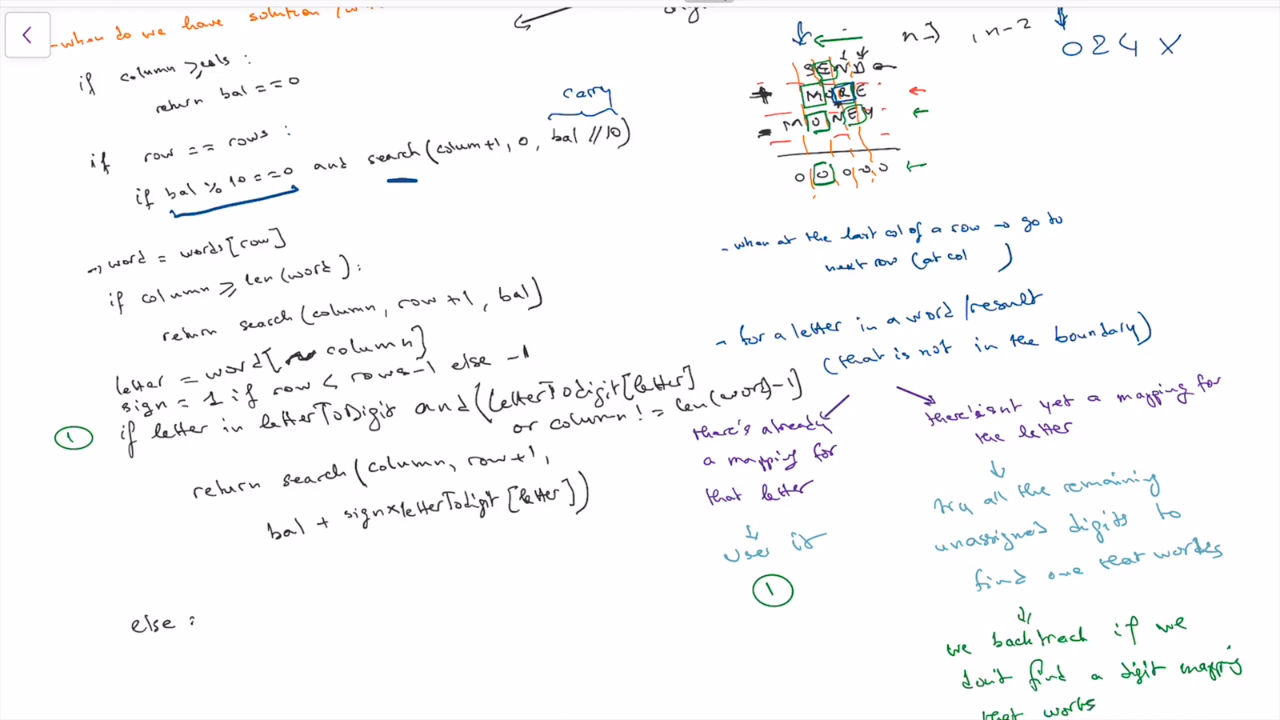 -when do we have solution
if column >= cols :
return bal == 0
if row == rows :
carry
if bal % 10 == 0 and search(colum+1, 0, bal // 10)
→ word = words[row]
if column >= len(word) :
return search(column, row+1, bal)
letter = word[column]
sign = 1 if row < rows-1 else -1
1 if letter in letterToDigit and (letterToDigit[letter]
or column != len(word)-1]
return search(column, row+1,
bal + sign×letterToDigit[letter])
else :
n-2
024 X
SEND
+ MORE
= MONEY
0 0 0 0 0
- when at the last col of a row → go to
next row (at col )
- for a letter in a word/result
(that is not in the boundary)
there's already
a mapping for
that letter
use it
1
there isn't yet a mapping for
the letter
try all the remaining
unassigned digits to
find one that works
we backtrack if we
don't find a digit mapping
that works